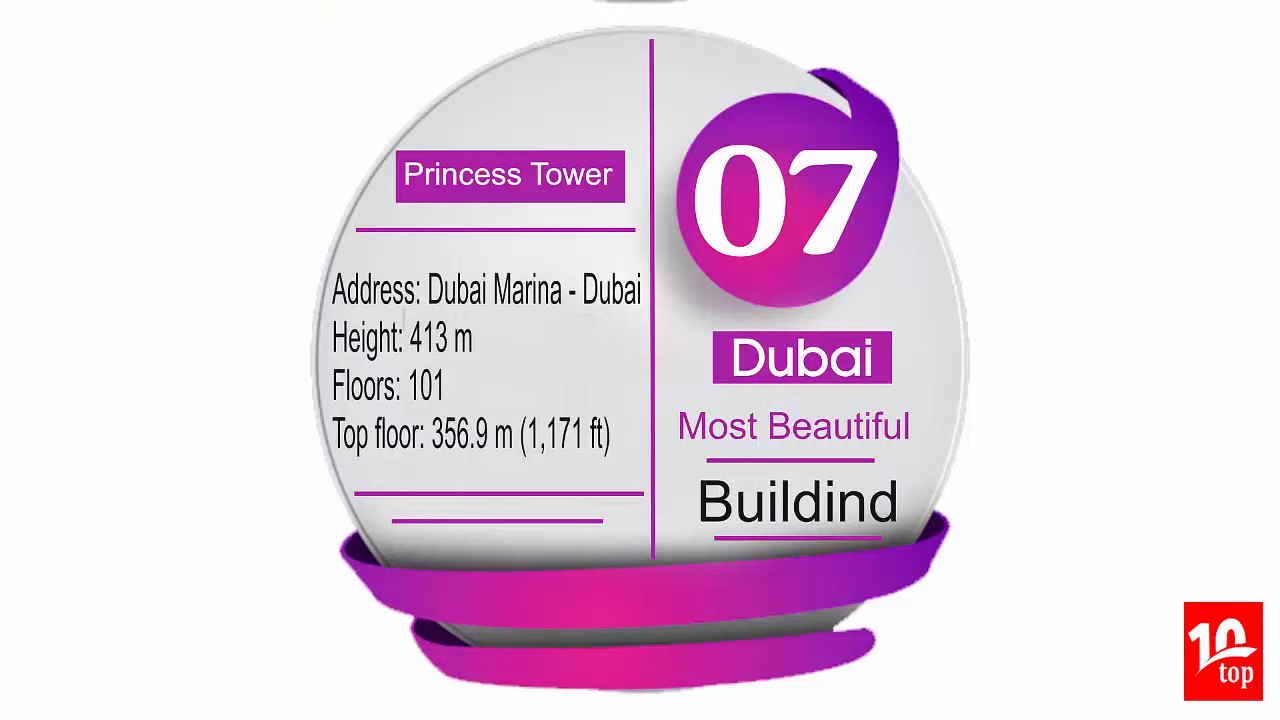 Princess Tower
Address: Dubai Marina - Dubai
Height: 413 m
Floors: 101
Top floor: 356.9 m (1,171 ft)
07
Dubai
Most Beautiful
Buildind
10
top